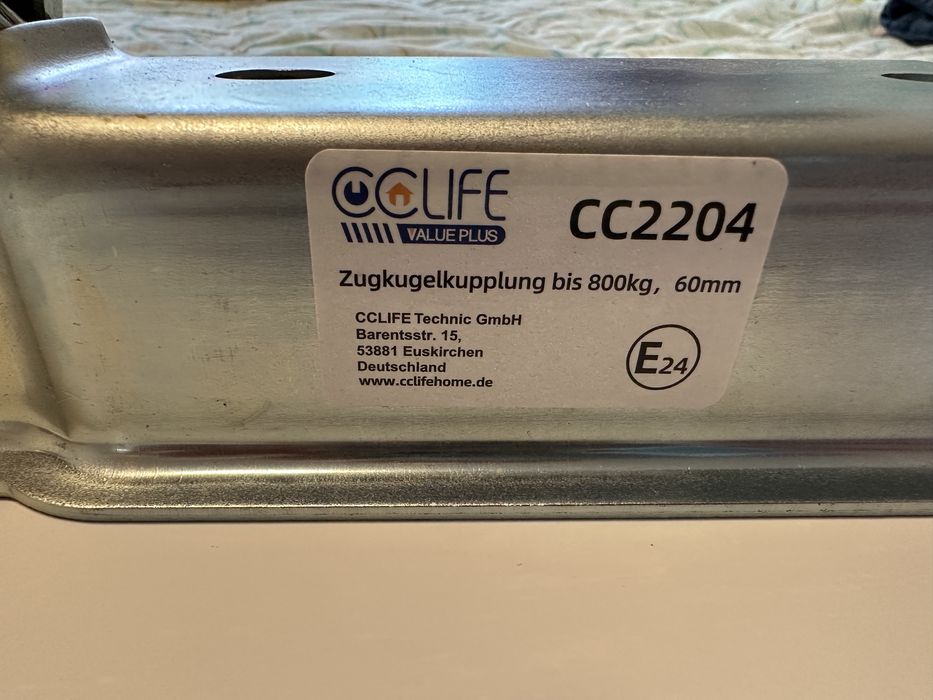 CCLIFE
VALUE PLUS
CC2204
Zugkugelkupplung bis 800kg, 60mm
CCLIFE Technic GmbH
Barentsstr. 15,
53881 Euskirchen
Deutschland
www.cclifehome.de
E24